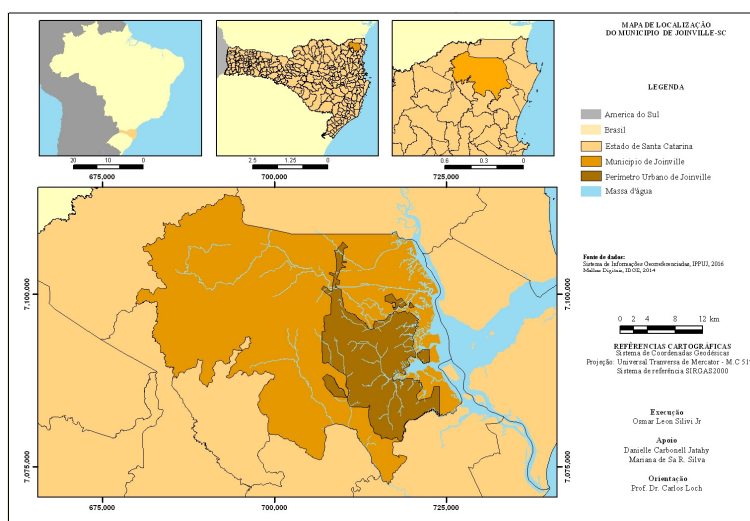 MAPA DE LOCALIZAÇÃO
DO MUNICIPIO DE JOINVILLE-SC
LEGENDA
America do Sul
Brasil
Estado de Santa Catarina
Municipio de Joinville
Perímetro Urbano de Joinville
Massa d'água
20 10 0
2.5 1.25 0
0.6 0.3 0
675,000 700,000 725,000
7,100,000 7,100,000
7,075,000 7,075,000
675,000 700,000 725,000
Fonte de dados:
Sistema de Informações Georreferenciadas, IPPUJ, 2016
Malhas Digitais, IBGE, 2014
0 2 4 8 12 km
REFÊRENCIAS CARTOGRÁFICAS
Sistema de Coordenadas Geodésicas
Projeção: Universal Tranversa de Mercator - M.C 51º
Sistema de referência SIRGAS2000
Execução
Osmar Leon Silivi Jr
Apoio
Danielle Carbonell Jatahy
Mariana de Sa R. Silva
Orientação
Prof. Dr. Carlos Loch